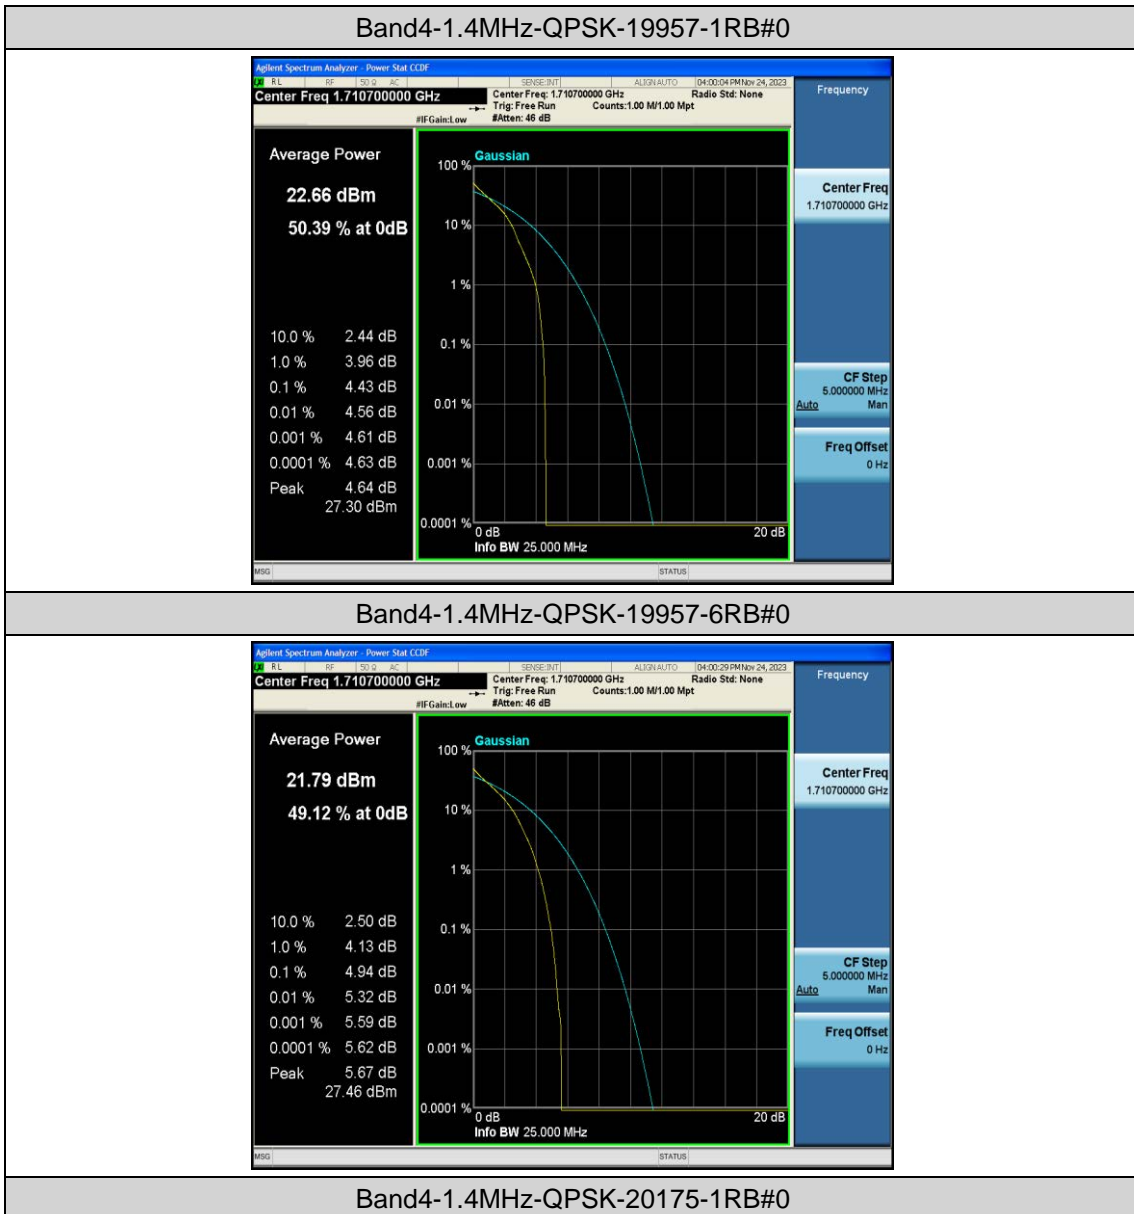 Band4-1.4MHz-QPSK-19957-1RB#0
Agilent Spectrum Analyzer - Power Stat CCDF
RL RF 50 Ω AC SENSE:INT ALIGN AUTO 04:00:04 PM Nov 24, 2023
Center Freq 1.710700000 GHz
Center Freq: 1.710700000 GHz Radio Std: None
Trig: Free Run Counts:1.00 M/1.00 Mpt
#IFGain:Low #Atten: 46 dB
Frequency
Average Power
22.66 dBm
50.39 % at 0dB
10.0 % 2.44 dB
1.0 % 3.96 dB
0.1 % 4.43 dB
0.01 % 4.56 dB
0.001 % 4.61 dB
0.0001 % 4.63 dB
Peak 4.64 dB
27.30 dBm
Gaussian
100 %
10 %
1 %
0.1 %
0.01 %
0.001 %
0.0001 %
0 dB 20 dB
Info BW 25.000 MHz
Center Freq
1.710700000 GHz
CF Step
5.000000 MHz
Auto Man
Freq Offset
0 Hz
MSG STATUS
Band4-1.4MHz-QPSK-19957-6RB#0
Agilent Spectrum Analyzer - Power Stat CCDF
RL RF 50 Ω AC SENSE:INT ALIGN AUTO 04:00:29 PM Nov 24, 2023
Center Freq 1.710700000 GHz
Center Freq: 1.710700000 GHz Radio Std: None
Trig: Free Run Counts:1.00 M/1.00 Mpt
#IFGain:Low #Atten: 46 dB
Frequency
Average Power
21.79 dBm
49.12 % at 0dB
10.0 % 2.50 dB
1.0 % 4.13 dB
0.1 % 4.94 dB
0.01 % 5.32 dB
0.001 % 5.59 dB
0.0001 % 5.62 dB
Peak 5.67 dB
27.46 dBm
Gaussian
100 %
10 %
1 %
0.1 %
0.01 %
0.001 %
0.0001 %
0 dB 20 dB
Info BW 25.000 MHz
Center Freq
1.710700000 GHz
CF Step
5.000000 MHz
Auto Man
Freq Offset
0 Hz
MSG STATUS
Band4-1.4MHz-QPSK-20175-1RB#0